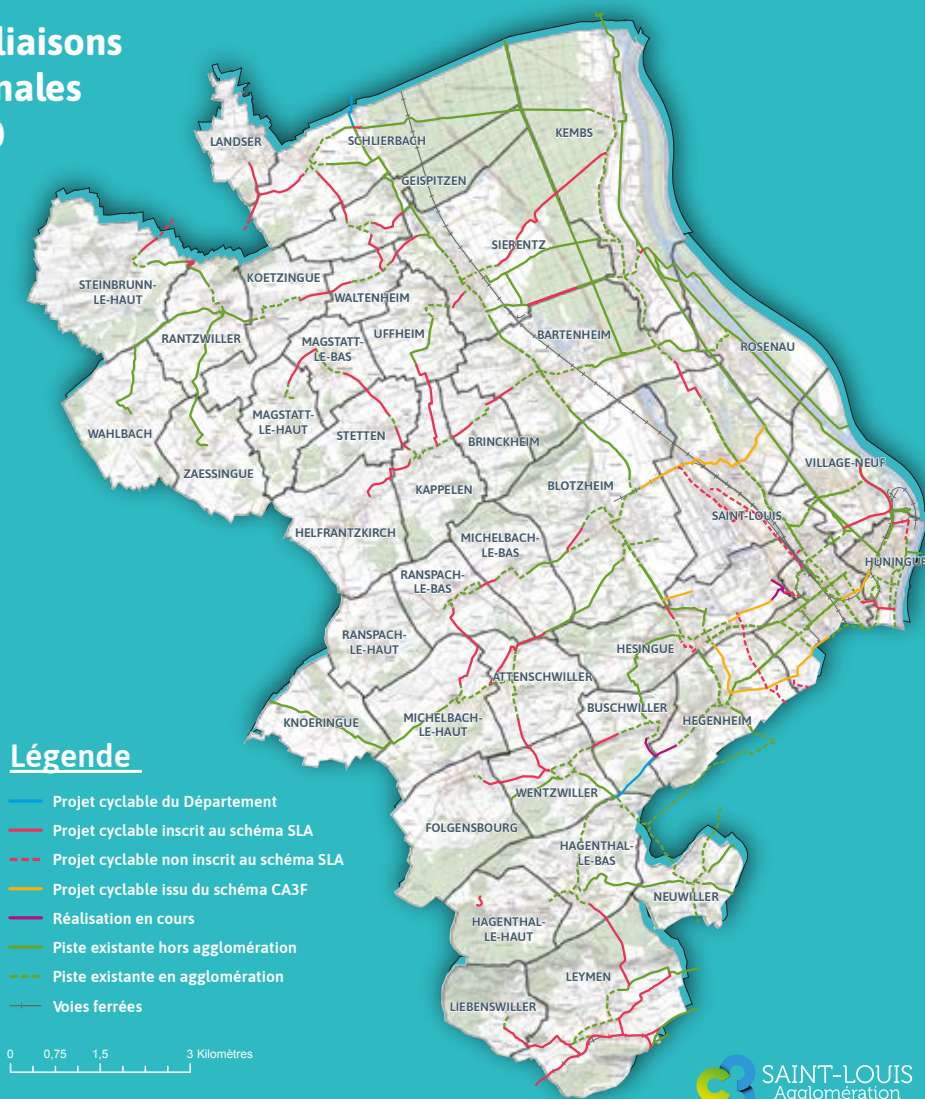 liaisons
LANDSER
SCHLIERBACH
KEMBS
GEISPITZEN
SIERENTZ
STEINBRUNN-
LE-HAUT
KOETZINGUE
WALTENHEIM
RANTZWILLER
MAGSTATT-
LE-BAS
UFFHEIM
BARTENHEIM
ROSENAU
WAHLBACH
MAGSTATT-
LE-HAUT
STETTEN
BRINCKHEIM
ZAESSINGUE
KAPPELEN
BLOTZHEIM
VILLAGE-NEUF
SAINT-LOUIS
HELFRANTZKIRCH
MICHELBACH-
LE-BAS
HUNINGUE
RANSPACH-
LE-BAS
RANSPACH-
LE-HAUT
HESINGUE
ATTENSCHWILLER
KNOERINGUE
MICHELBACH-
LE-HAUT
BUSCHWILLER
HEGENHEIM
WENTZWILLER
FOLGENSBOURG
HAGENTHAL-
LE-BAS
NEUWILLER
HAGENTHAL-
LE-HAUT
LEYMEN
LIEBENSWILLER
Légende
Projet cyclable du Département
Projet cyclable inscrit au schéma SLA
Projet cyclable non inscrit au schéma SLA
Projet cyclable issu du schéma CA3F
Réalisation en cours
Piste existante hors agglomération
Piste existante en agglomération
Voies ferrées
0 0,75 1,5 3 Kilomètres
SAINT-LOUIS
Agglomération